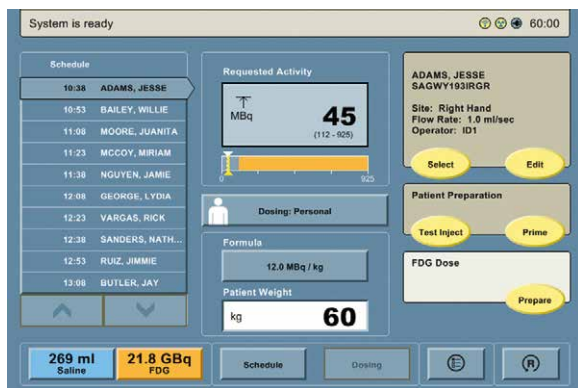 System is ready
60:00
Schedule
10:38 ADAMS, JESSE
10:53 BAILEY, WILLIE
11:08 MOORE, JUANITA
11:23 MCCOY, MIRIAM
11:38 NGUYEN, JAMIE
12:08 GEORGE, LYDIA
12:23 VARGAS, RICK
12:38 SANDERS, NATH...
12:53 RUIZ, JIMMIE
13:08 BUTLER, JAY
Requested Activity
MBq
45
(112 - 925)
0 925
Dosing: Personal
Formula
12.0 MBq / kg
Patient Weight
kg 60
ADAMS, JESSE
SAGWY193IRGR
Site: Right Hand
Flow Rate: 1.0 ml/sec
Operator: ID1
Select Edit
Patient Preparation
Test Inject Prime
FDG Dose
Prepare
269 ml
Saline
21.8 GBq
FDG
Schedule
Dosing
E
R